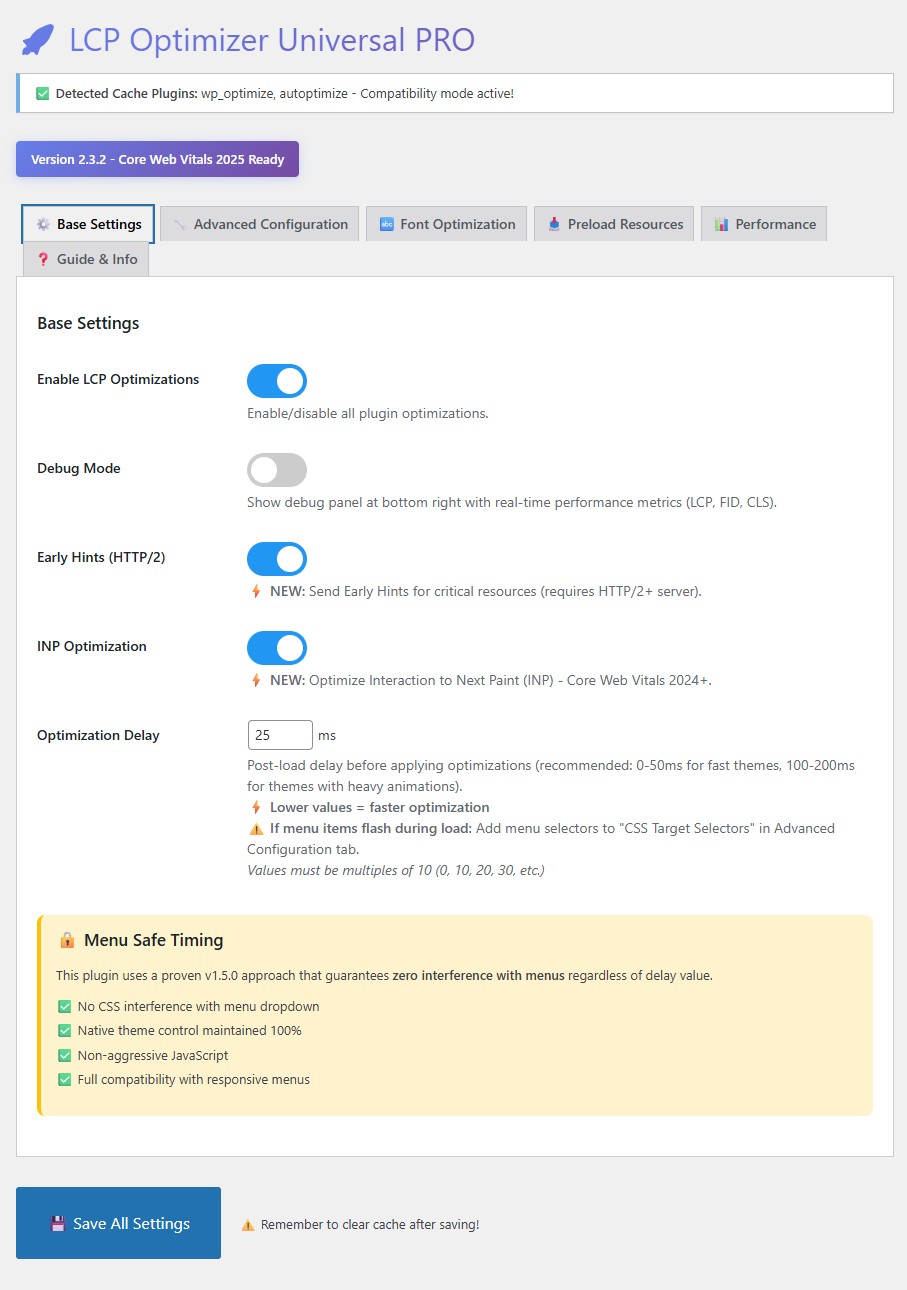 LCP Optimizer Universal PRO
Detected Cache Plugins: wp_optimize, autoptimize - Compatibility mode active!
Version 2.3.2 - Core Web Vitals 2025 Ready
Base Settings
Advanced Configuration
abc Font Optimization
Preload Resources
Performance
Guide & Info
Base Settings
Enable LCP Optimizations
Enable/disable all plugin optimizations.
Debug Mode
Show debug panel at bottom right with real-time performance metrics (LCP, FID, CLS).
Early Hints (HTTP/2)
NEW: Send Early Hints for critical resources (requires HTTP/2+ server).
INP Optimization
NEW: Optimize Interaction to Next Paint (INP) - Core Web Vitals 2024+.
Optimization Delay
25 ms
Post-load delay before applying optimizations (recommended: 0-50ms for fast themes, 100-200ms
for themes with heavy animations).
Lower values = faster optimization
If menu items flash during load: Add menu selectors to "CSS Target Selectors" in Advanced
Configuration tab.
Values must be multiples of 10 (0, 10, 20, 30, etc.)
Menu Safe Timing
This plugin uses a proven v1.5.0 approach that guarantees zero interference with menus regardless of delay value.
No CSS interference with menu dropdown
Native theme control maintained 100%
Non-aggressive JavaScript
Full compatibility with responsive menus
Save All Settings
Remember to clear cache after saving!